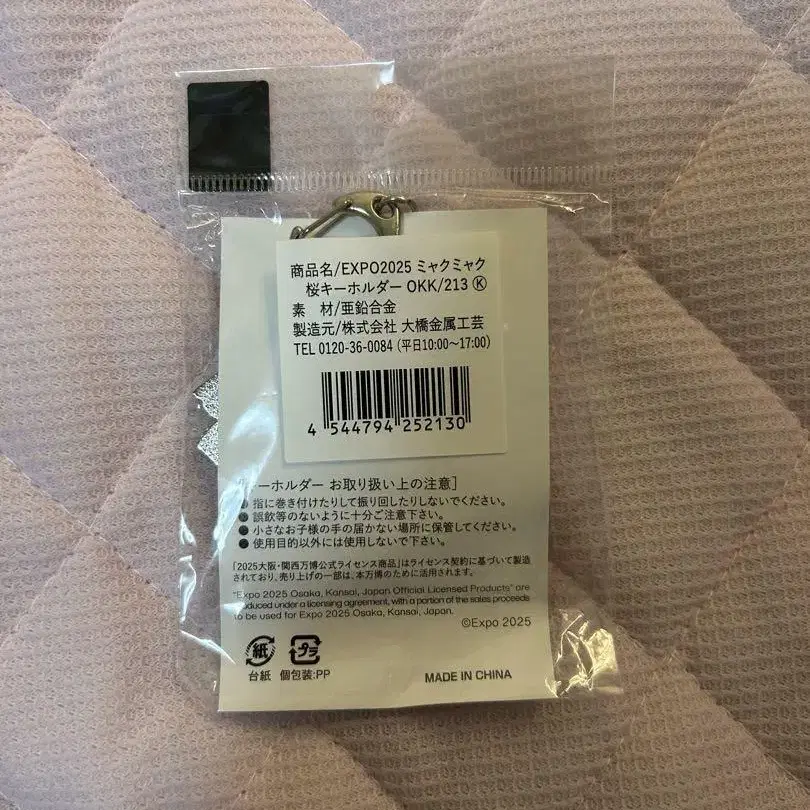 商品名/EXPO2025 ミャクミャク
桜キーホルダー OKK/213 Ⓚ
素　材/亜鉛合金
製造元/株式会社 大橋金属工芸
TEL 0120-36-0084 (平日10:00～17:00)
4 544794 252130
キーホルダー お取り扱い上の注意］
● 指に巻き付けたりして振り回したりしないでください。
● 誤飲等のないように十分ご注意下さい。
● 小さなお子様の手の届かない場所に保管してください。
● 使用目的以外には使用しないで下さい。
「2025大阪・関西万博公式ライセンス商品」はライセンス契約に基づいて製造
されており、売り上げの一部は、本万博のために活用されます。
"Expo 2025 Osaka, Kansai, Japan Official Licensed Products" are
produced under a licensing agreement, with a portion of the sales proceeds
to be used for Expo 2025 Osaka, Kansai, Japan.
©Expo 2025
紙 プラ
台紙 個包装:PP
MADE IN CHINA